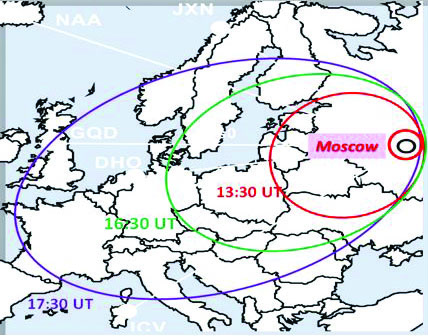 JXN
NAA
GQD
Moscow
DHO
13:30 UT
16:30 UT
17:30 UT
ICV